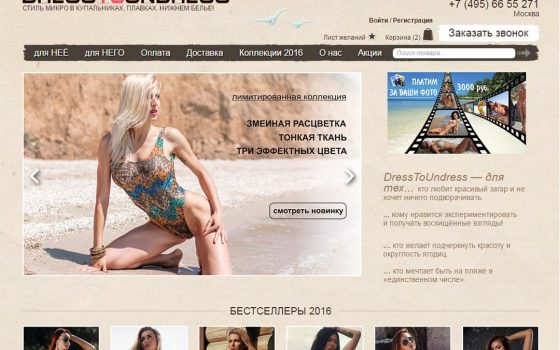 DRESSTOUNDRESS
СТИЛЬ МИКРО В КУПАЛЬНИКАХ, ПЛАВКАХ, НИЖНЕМ БЕЛЬЕ!
+7 (495) 66 55 271
Москва
Войти / Регистрация
Лист желаний
Корзина (2)
Заказать звонок
для НЕЁ
для НЕГО
Оплата
Доставка
Коллекции 2016
О нас
Акции
Поиск товара...
лимитированная коллекция
ЗМЕИНАЯ РАСЦВЕТКА
ТОНКАЯ ТКАНЬ
ТРИ ЭФФЕКТНЫХ ЦВЕТА
смотреть новинку
ПЛАТИМ
ЗА ВАШИ ФОТО
3000 руб.
DressToUndress — для
тех... кто любит красивый загар и не
хочет ничего подворачивать.
... кому нравится экспериментировать
и получать восхищённые взгляды!
... кто желает подчеркнуть красоту и
округлость ягодиц.
... кто мечтает быть на пляже в
«единственном числе».
БЕСТСЕЛЛЕРЫ 2016